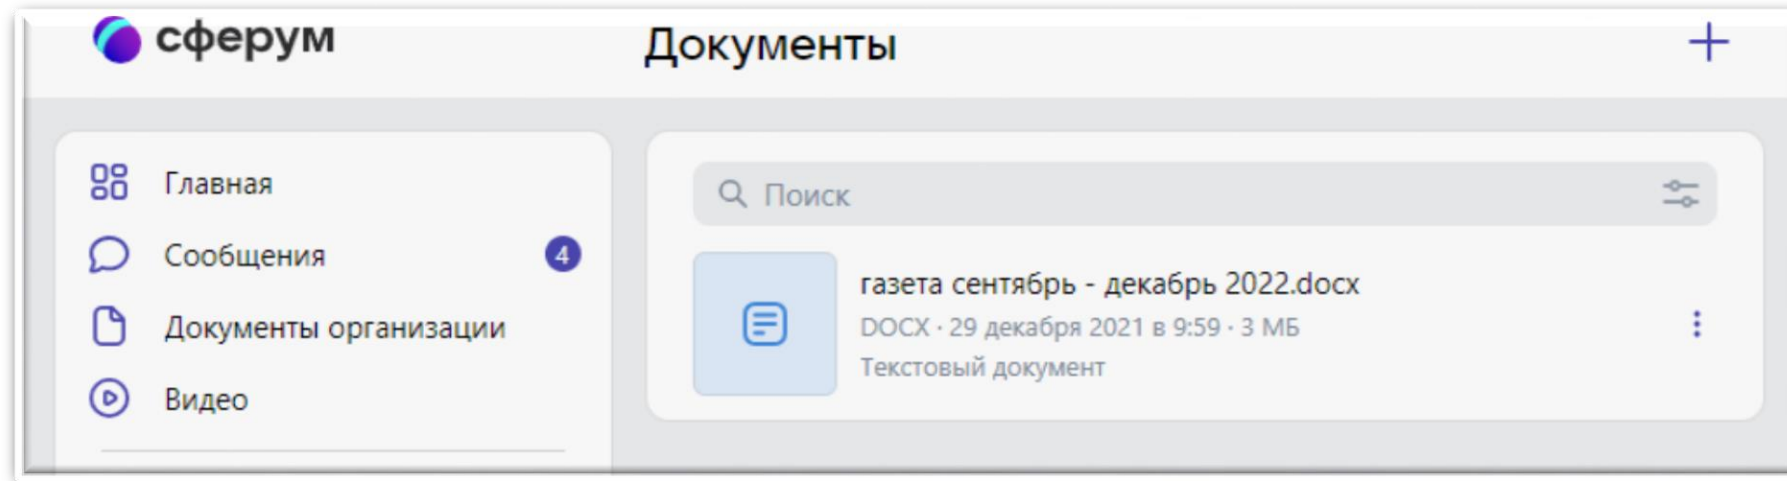 сферум
Документы
Главная
Сообщения 4
Документы организации
Видео
Поиск
газета сентябрь - декабрь 2022.docx
DOCX · 29 декабря 2021 в 9:59 · 3 МБ
Текстовый документ